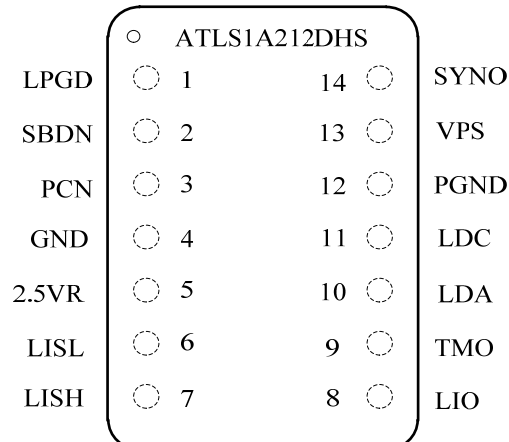 ATLS1A212DHS
LPGD 1 14 SYNO
SBDN 2 13 VPS
PCN 3 12 PGND
GND 4 11 LDC
2.5VR 5 10 LDA
LISL 6 9 TMO
LISH 7 8 LIO